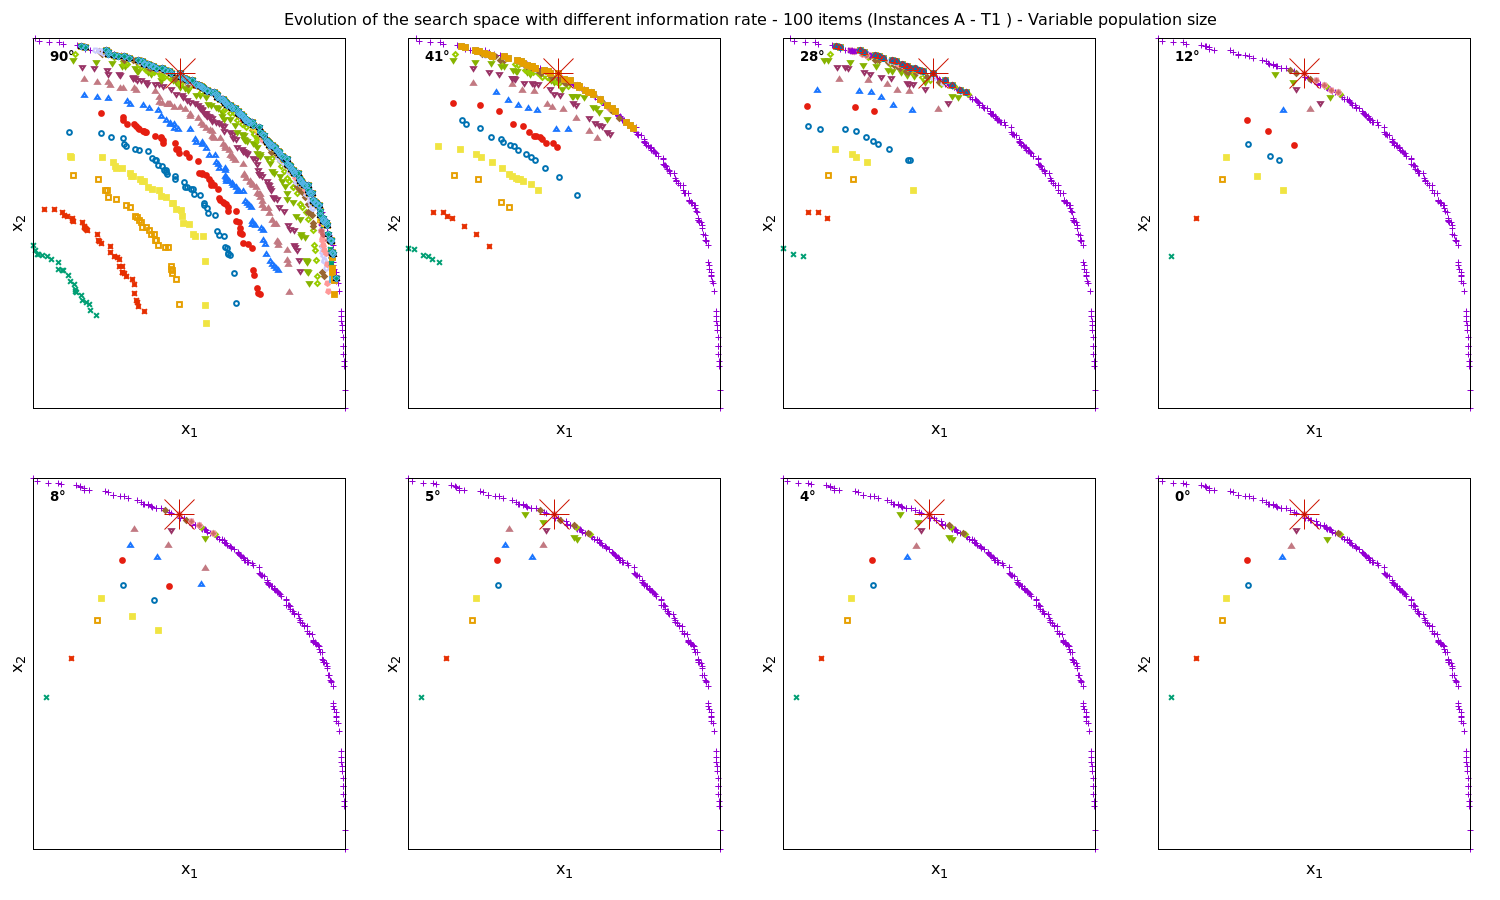 Evolution of the search space with different information rate - 100 items (Instances A - T1 ) - Variable population size
90°
41°
28°
12°
x₂
x₂
x₂
x₂
x₁
x₁
x₁
x₁
8°
5°
4°
0°
x₂
x₂
x₂
x₂
x₁
x₁
x₁
x₁